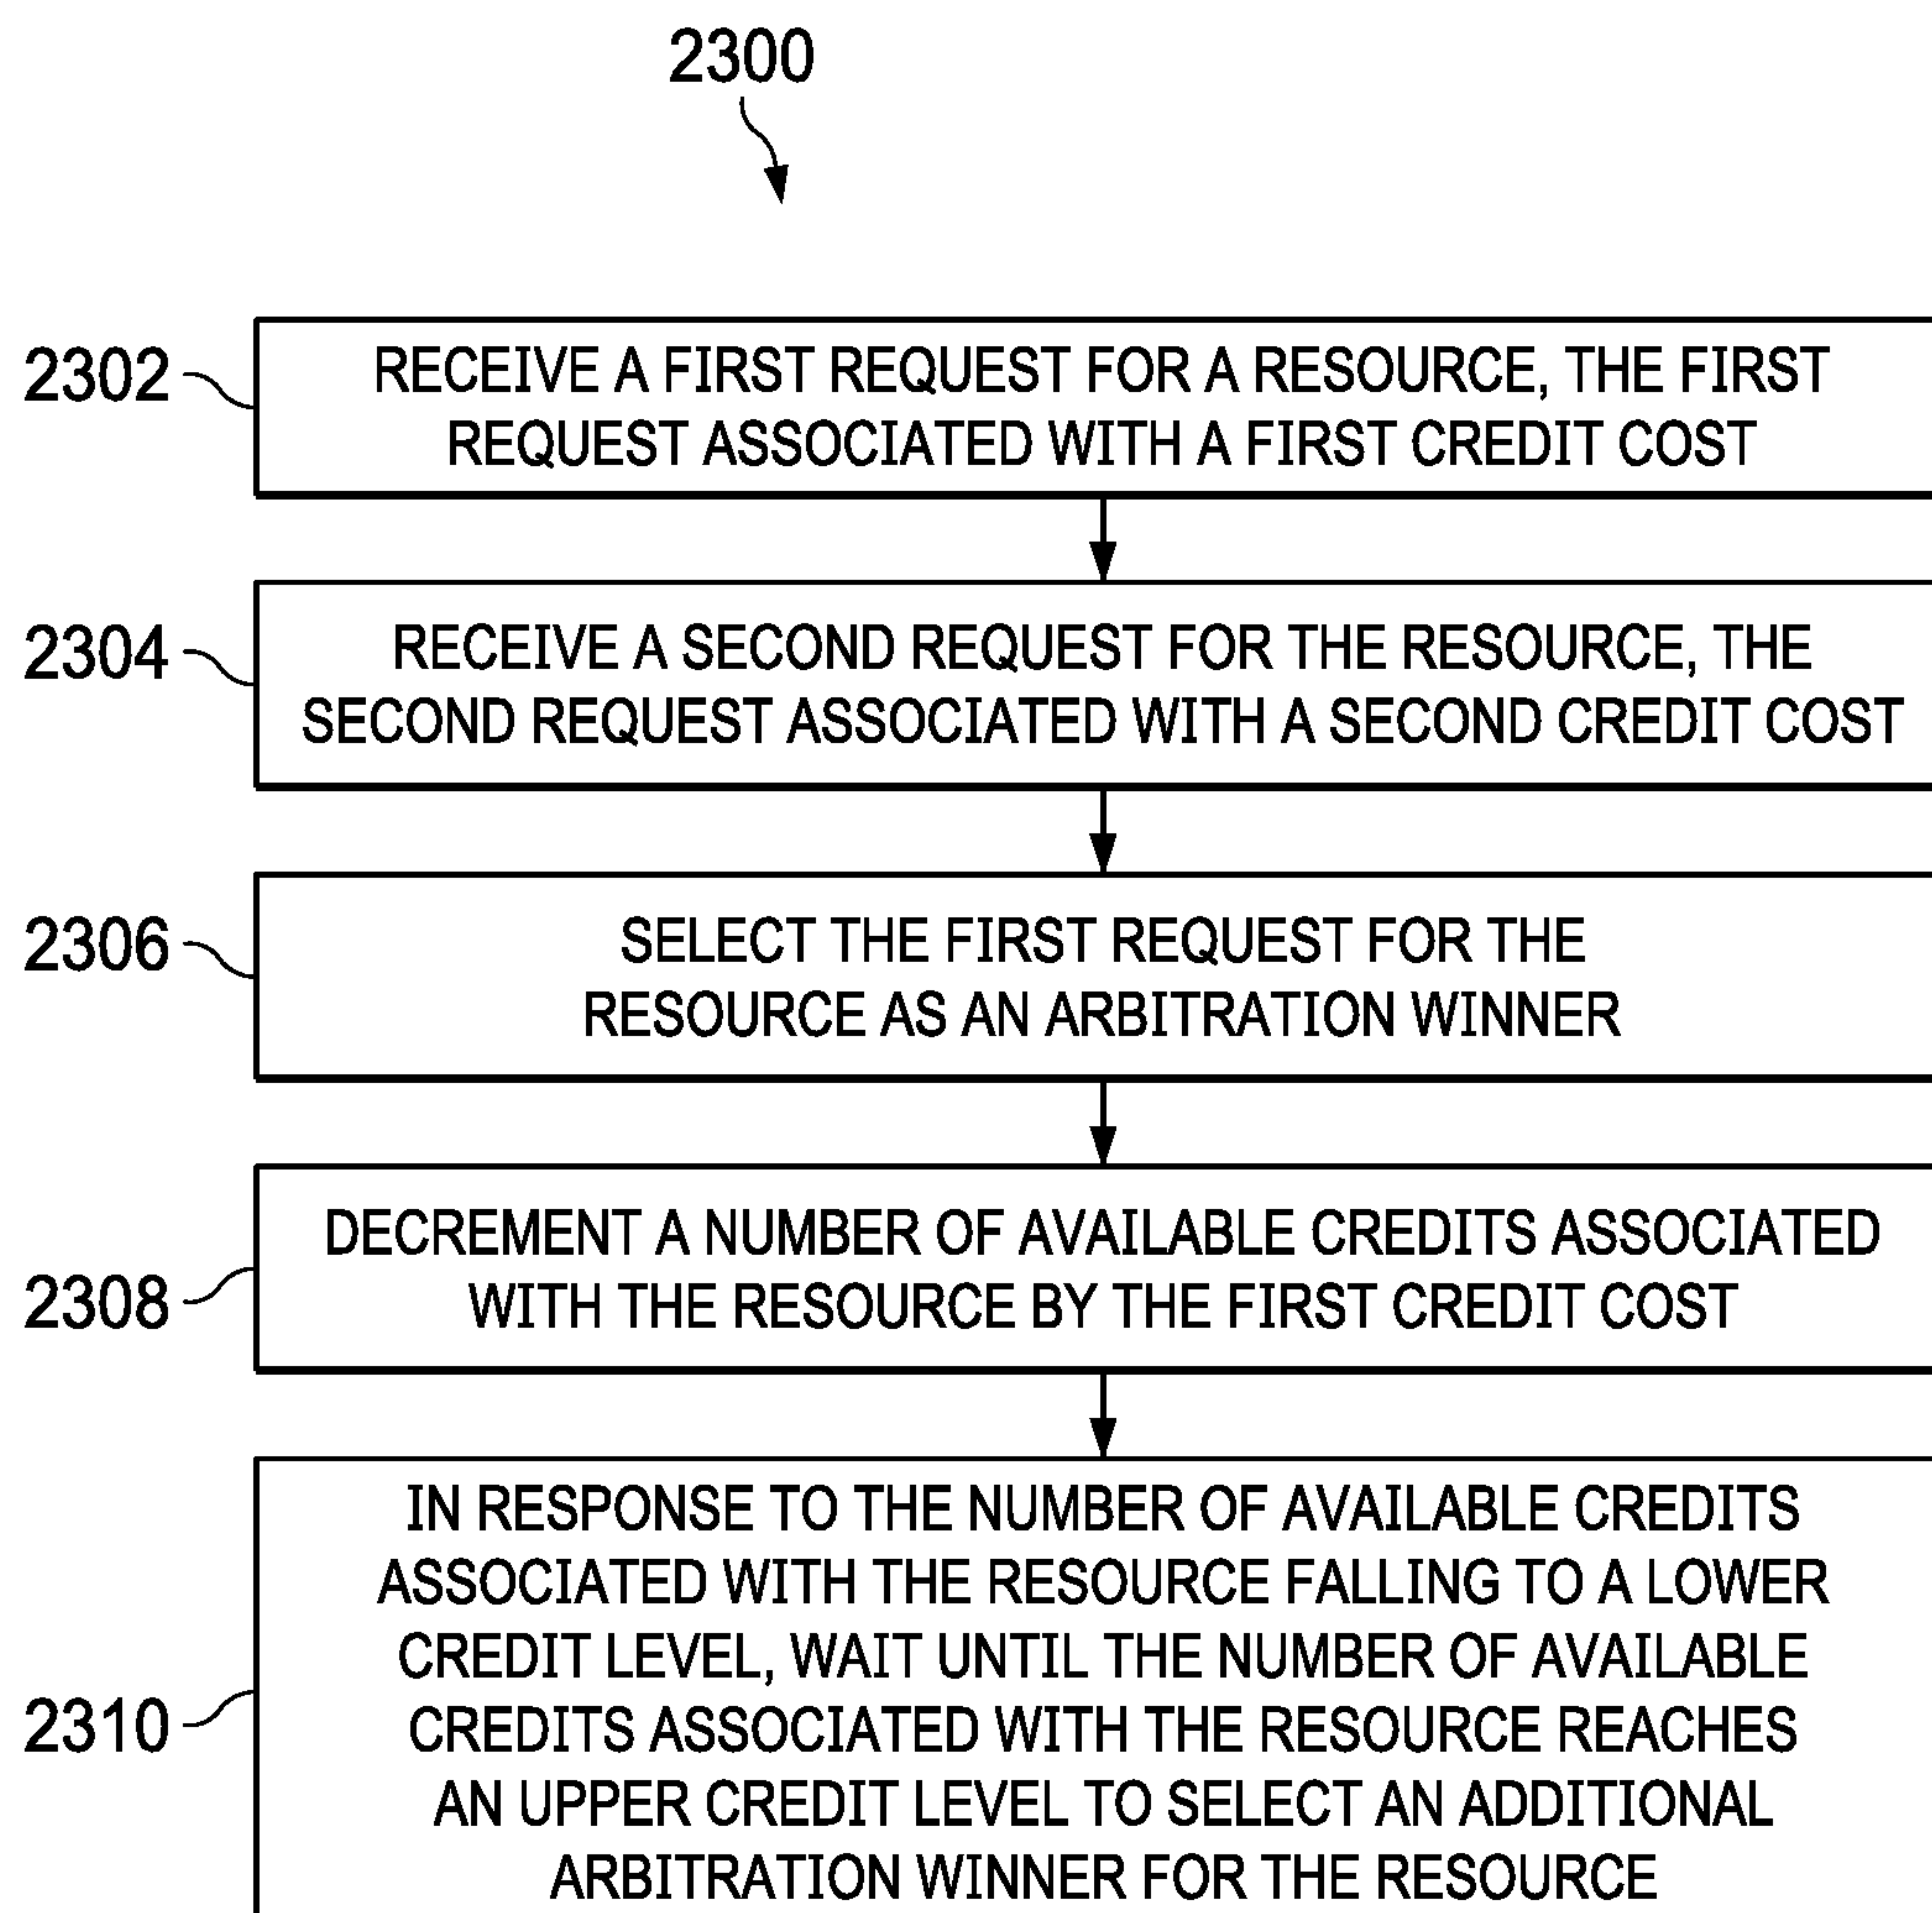 2300
2302
RECEIVE A FIRST REQUEST FOR A RESOURCE, THE FIRST
REQUEST ASSOCIATED WITH A FIRST CREDIT COST
2304
RECEIVE A SECOND REQUEST FOR THE RESOURCE, THE
SECOND REQUEST ASSOCIATED WITH A SECOND CREDIT COST
2306
SELECT THE FIRST REQUEST FOR THE
RESOURCE AS AN ARBITRATION WINNER
2308
DECREMENT A NUMBER OF AVAILABLE CREDITS ASSOCIATED
WITH THE RESOURCE BY THE FIRST CREDIT COST
2310
IN RESPONSE TO THE NUMBER OF AVAILABLE CREDITS
ASSOCIATED WITH THE RESOURCE FALLING TO A LOWER
CREDIT LEVEL, WAIT UNTIL THE NUMBER OF AVAILABLE
CREDITS ASSOCIATED WITH THE RESOURCE REACHES
AN UPPER CREDIT LEVEL TO SELECT AN ADDITIONAL
ARBITRATION WINNER FOR THE RESOURCE